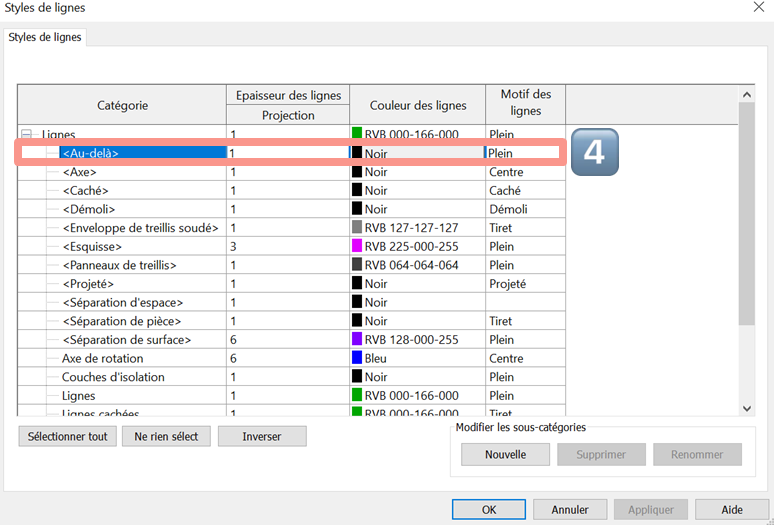 Styles de lignes
Styles de lignes
Catégorie Epaisseur des lignes Couleur des lignes Motif des lignes
Projection
Lignes 1 RVB 000-166-000 Plein
<Au-delà> 1 Noir Plein
4
<Axe> 1 Noir Centre
<Caché> 1 Noir Caché
<Démoli> 1 Noir Démoli
<Enveloppe de treillis soudé> 1 RVB 127-127-127 Tiret
<Esquisse> 3 RVB 225-000-255 Plein
<Panneaux de treillis> 1 RVB 064-064-064 Plein
<Projeté> 1 Noir Projeté
<Séparation d'espace> 1 Noir
<Séparation de pièce> 1 Noir Tiret
<Séparation de surface> 6 RVB 128-000-255 Plein
Axe de rotation 6 Bleu Centre
Couches d'isolation 1 Noir Plein
Lignes 1 RVB 000-166-000 Plein
Lignes cachées 1 RVB 000-166-000 Tiret
Sélectionner tout Ne rien sélect Inverser
Modifier les sous-catégories
Nouvelle Supprimer Renommer
OK Annuler Appliquer Aide